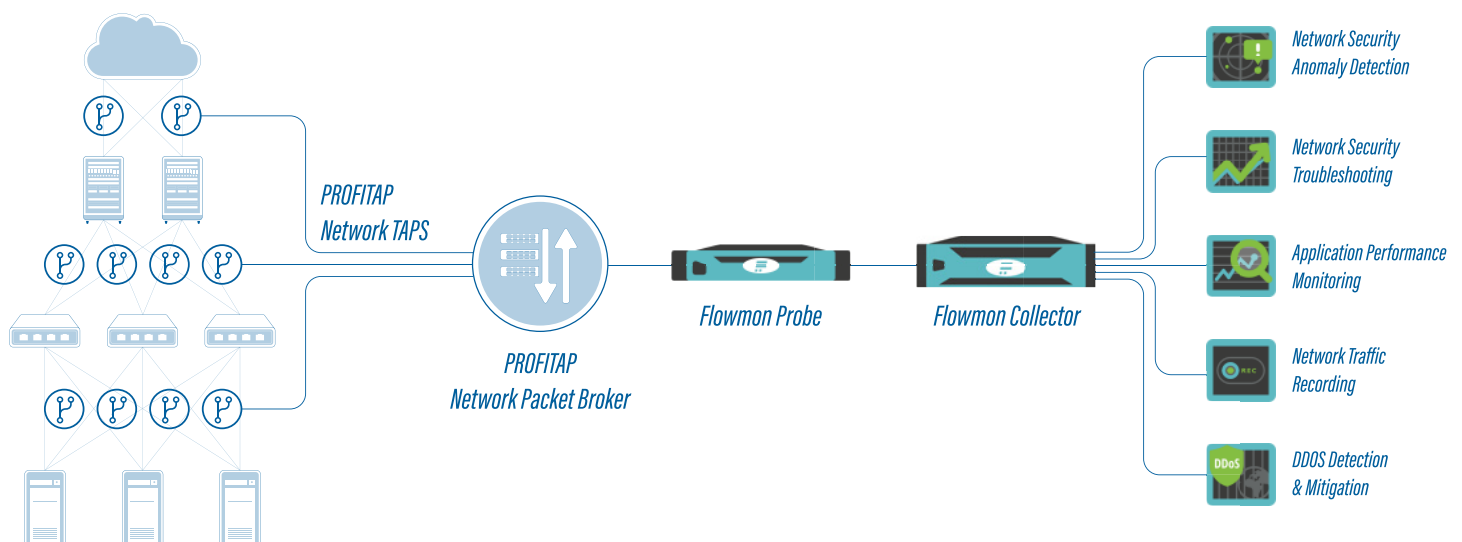 PROFITAP
Network TAPS
PROFITAP
Network Packet Broker
Flowmon Probe
Flowmon Collector
Network Security
Anomaly Detection
Network Security
Troubleshooting
Application Performance
Monitoring
REC
Network Traffic
Recording
DDoS
DDOS Detection
& Mitigation